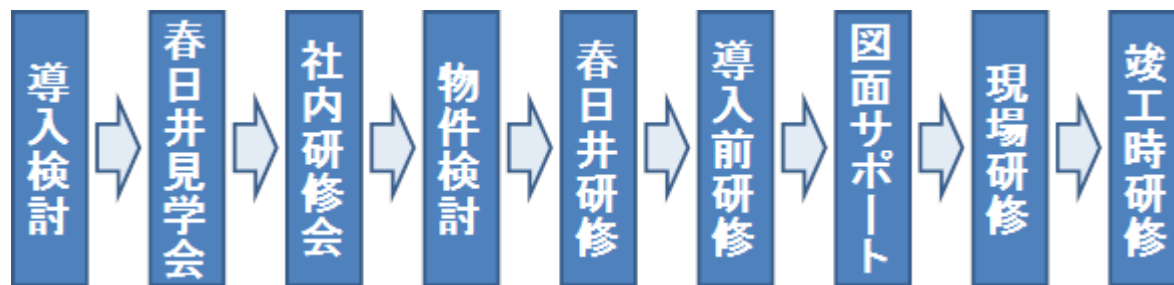 導入検討
春日井見学会
社内研修会
物件検討
春日井研修
導入前研修
図面サポート
現場研修
竣工時研修